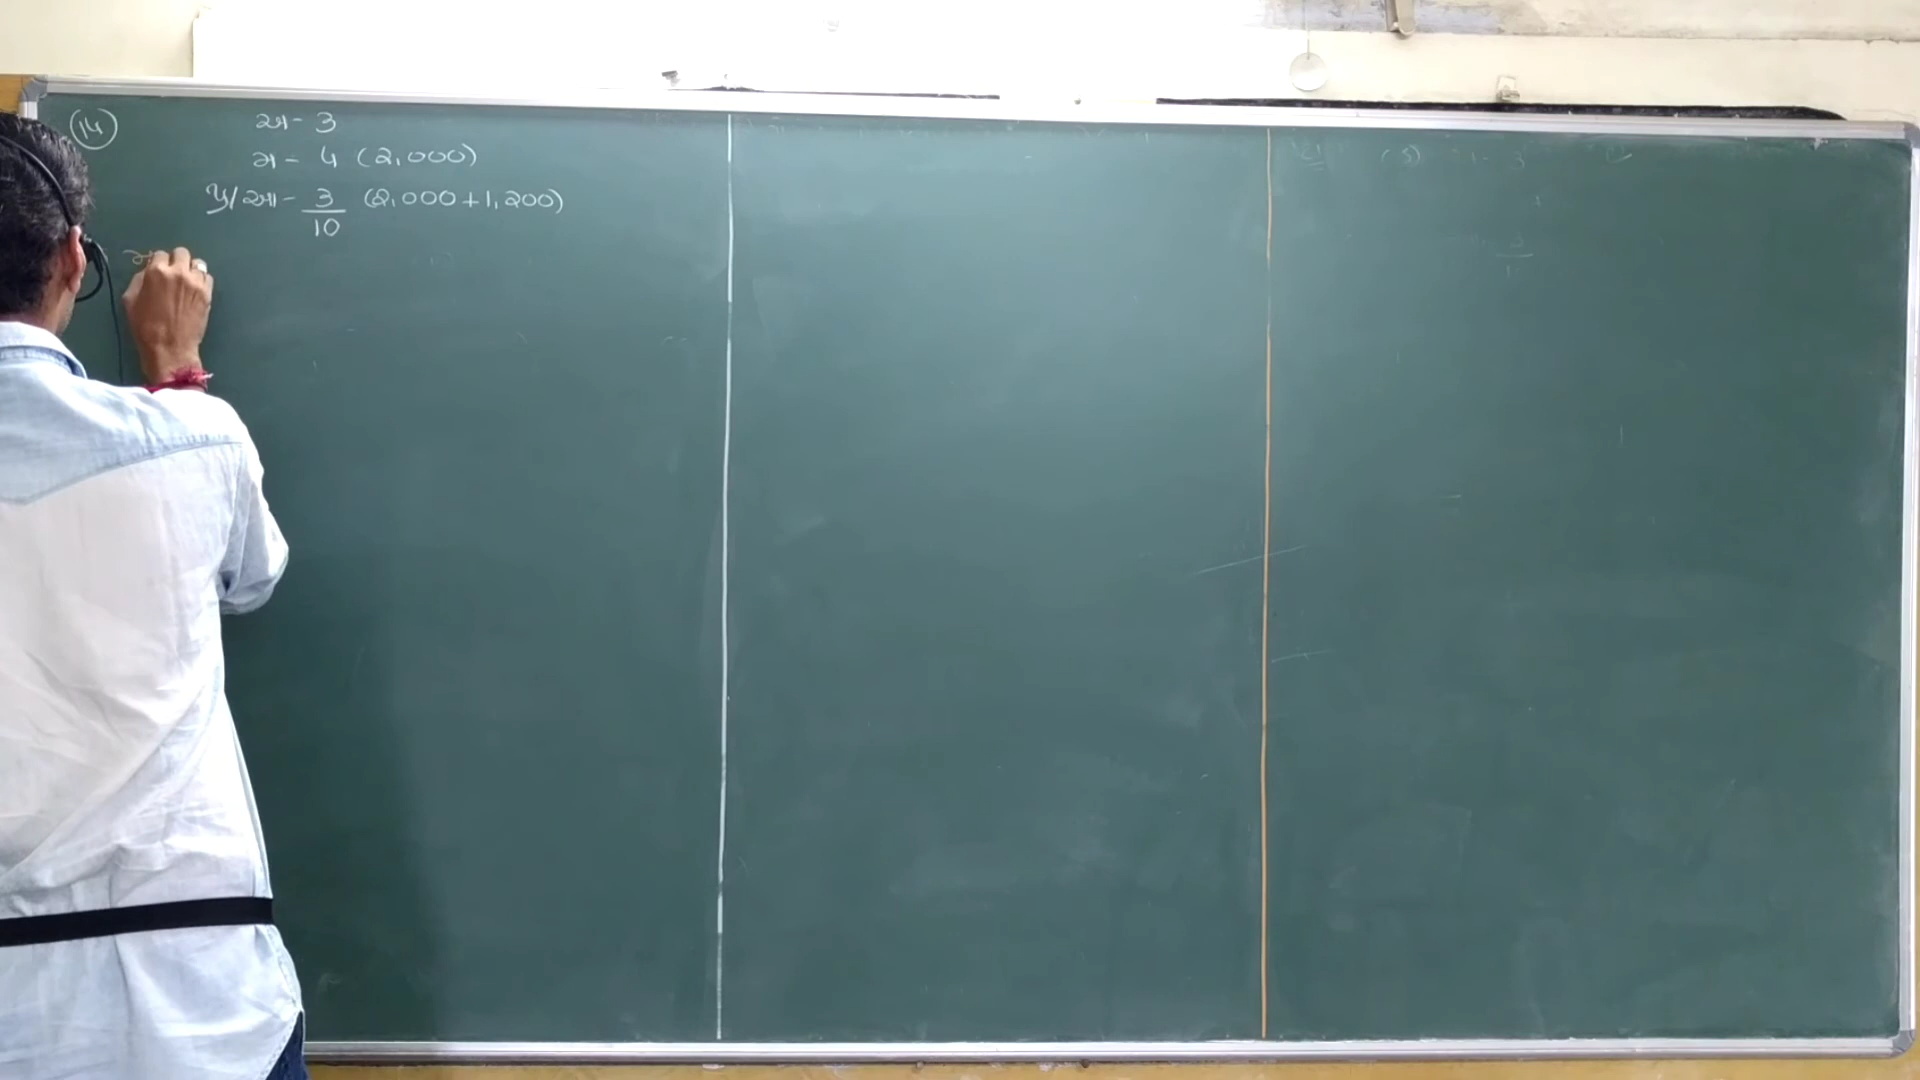 (14)
અ - 3
બ - 4 (2,000)
પુ/આ - 3 (2,000+1,200)
10